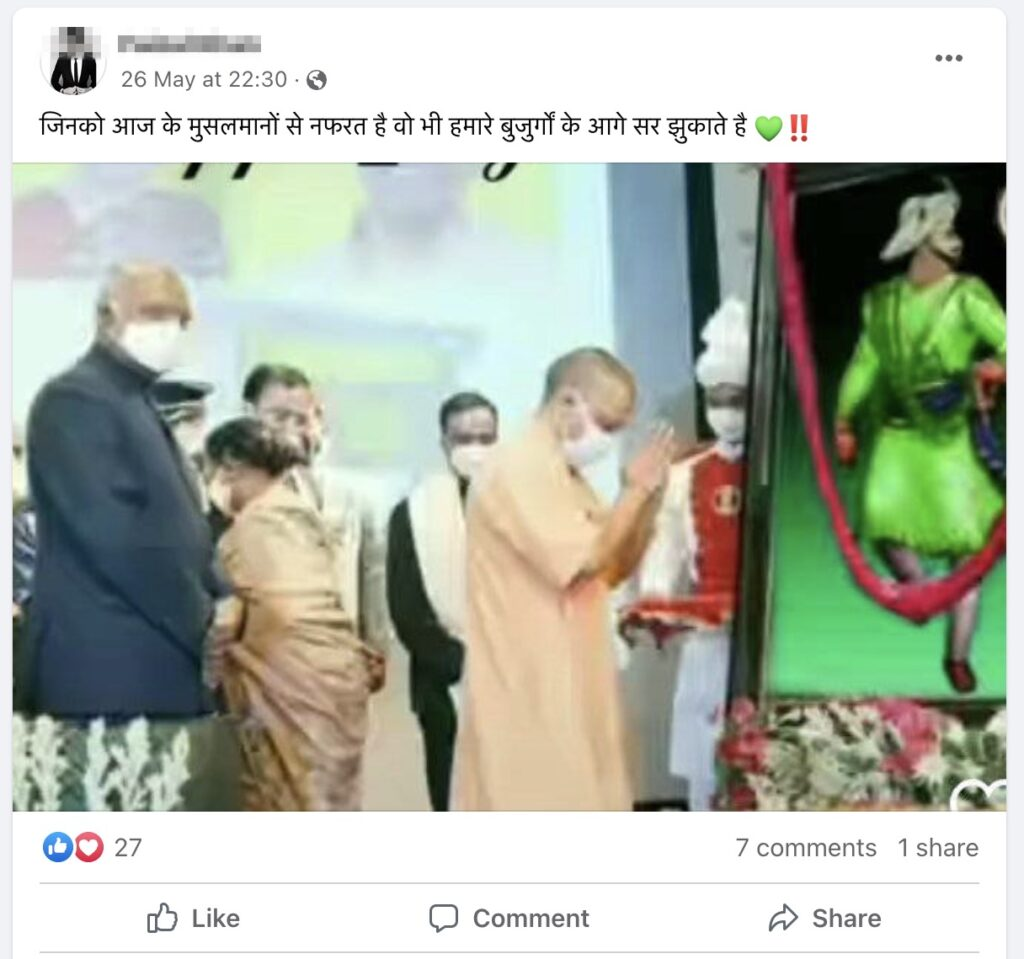 26 May at 22:30 ·
जिनको आज के मुसलमानों से नफरत है वो भी हमारे बुजुर्गों के आगे सर झुकाते है 💚‼️
27
7 comments 1 share
Like Comment Share